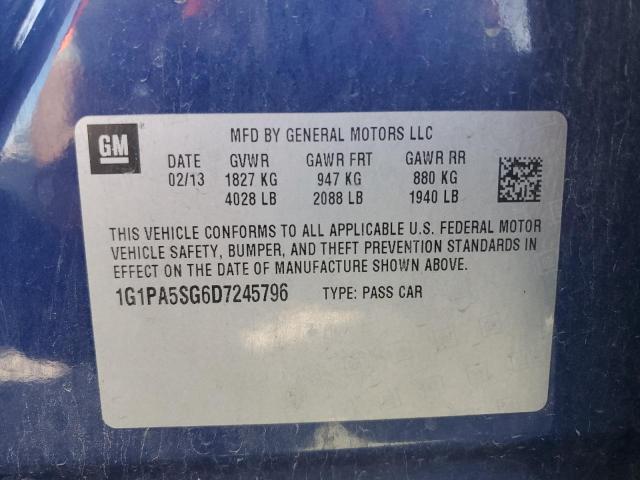 GM
MFD BY GENERAL MOTORS LLC
DATE GVWR GAWR FRT GAWR RR
02/13 1827 KG 947 KG 880 KG
4028 LB 2088 LB 1940 LB
THIS VEHICLE CONFORMS TO ALL APPLICABLE U.S. FEDERAL MOTOR
VEHICLE SAFETY, BUMPER, AND THEFT PREVENTION STANDARDS IN
EFFECT ON THE DATE OF MANUFACTURE SHOWN ABOVE.
1G1PA5SG6D7245796 TYPE: PASS CAR